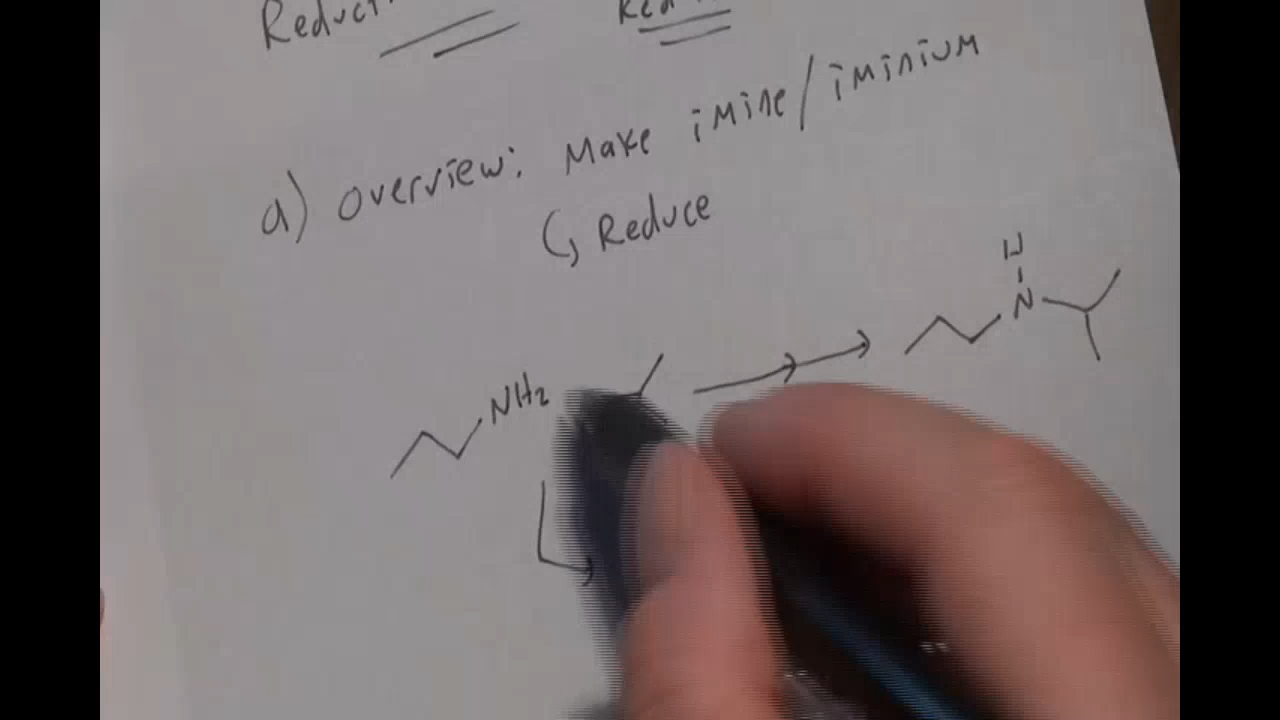 a) overview: Make imine/iminium
↳ Reduce
H
N
NH2